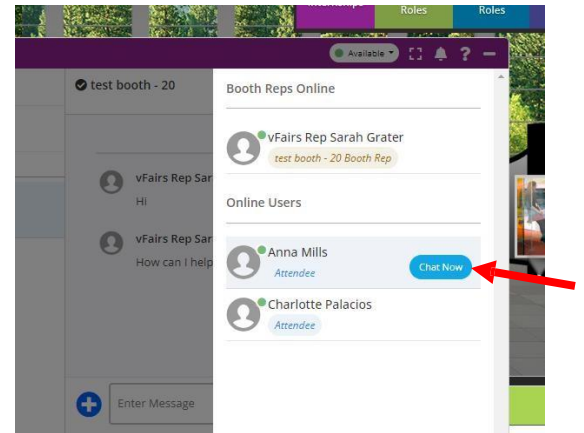 Internships
Roles
Roles
Available
?
test booth - 20
Booth Reps Online
vFairs Rep Sarah Grater
test booth - 20 Booth Rep
vFairs Rep Sar
Hi
Online Users
vFairs Rep Sar
How can I help
Anna Mills
Attendee
Chat Now
Charlotte Palacios
Attendee
Enter Message